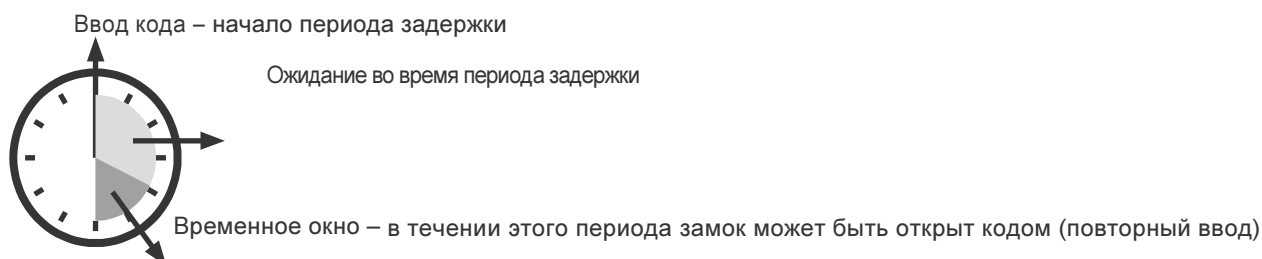 Ввод кода – начало периода задержки
Ожидание во время периода задержки
Временное окно – в течении этого периода замок может быть открыт кодом (повторный ввод)